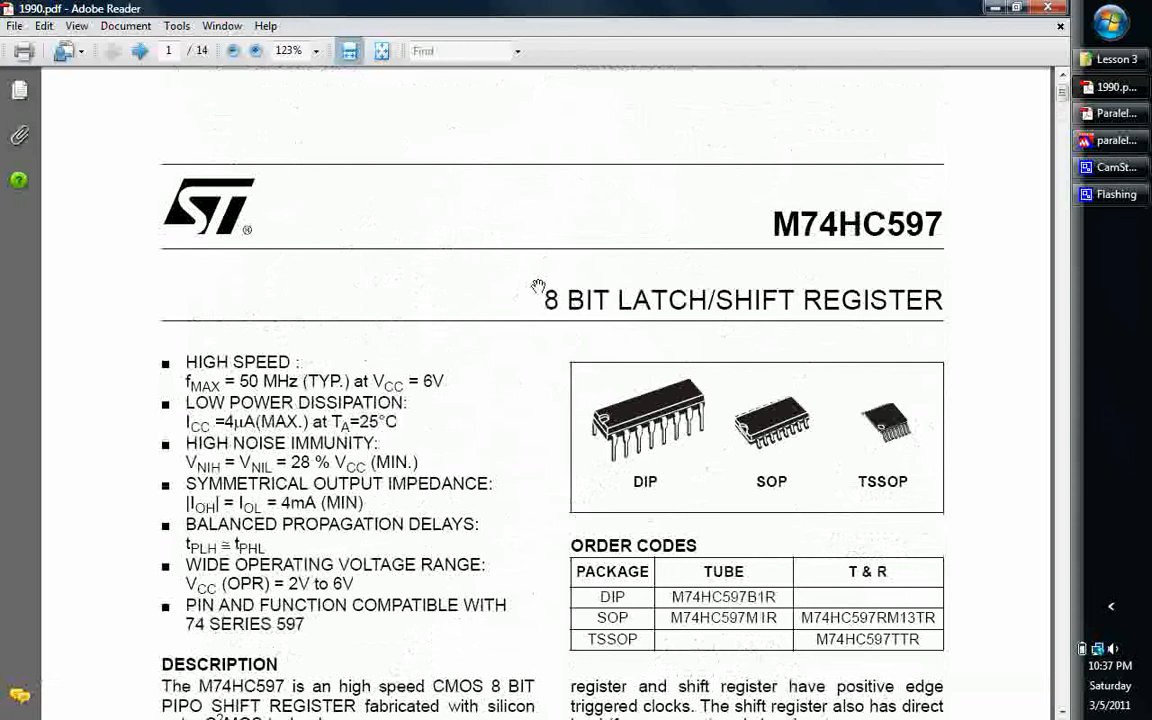 1990.pdf - Adobe Reader
File Edit View Document Tools Window Help
1 / 14 123% Find
ST ®
M74HC597
8 BIT LATCH/SHIFT REGISTER
■ HIGH SPEED :
fMAX = 50 MHz (TYP.) at VCC = 6V
■ LOW POWER DISSIPATION:
ICC =4μA(MAX.) at TA=25°C
■ HIGH NOISE IMMUNITY:
VNIH = VNIL = 28 % VCC (MIN.)
■ SYMMETRICAL OUTPUT IMPEDANCE:
|IOH| = IOL = 4mA (MIN)
■ BALANCED PROPAGATION DELAYS:
tPLH ≅ tPHL
■ WIDE OPERATING VOLTAGE RANGE:
VCC (OPR) = 2V to 6V
■ PIN AND FUNCTION COMPATIBLE WITH
74 SERIES 597
DESCRIPTION
The M74HC597 is an high speed CMOS 8 BIT
PIPO SHIFT REGISTER fabricated with silicon
DIP SOP TSSOP
ORDER CODES
PACKAGE TUBE T & R
DIP M74HC597B1R
SOP M74HC597M1R M74HC597RM13TR
TSSOP M74HC597TTR
register and shift register have positive edge
triggered clocks. The shift register also has direct
Lesson 3
1990.p...
Paralel...
paralel...
CamSt...
Flashing
10:37 PM
Saturday
3/5/2011